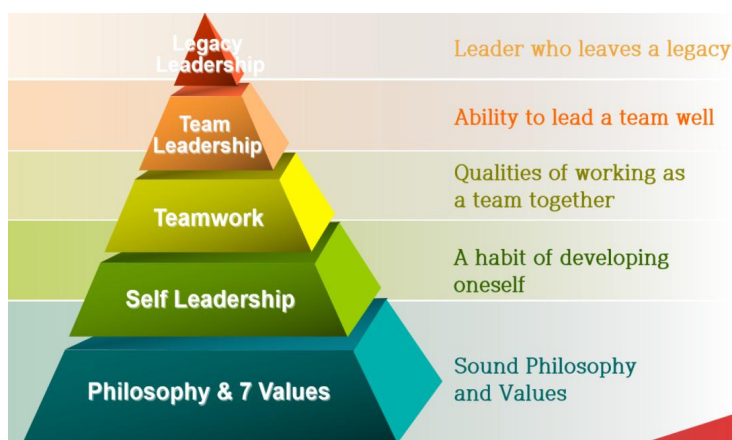 Legacy
Leadership
Leader who leaves a legacy
Team
Leadership
Ability to lead a team well
Teamwork
Qualities of working as
a team together
Self Leadership
A habit of developing
oneself
Philosophy & 7 Values
Sound Philosophy
and Values